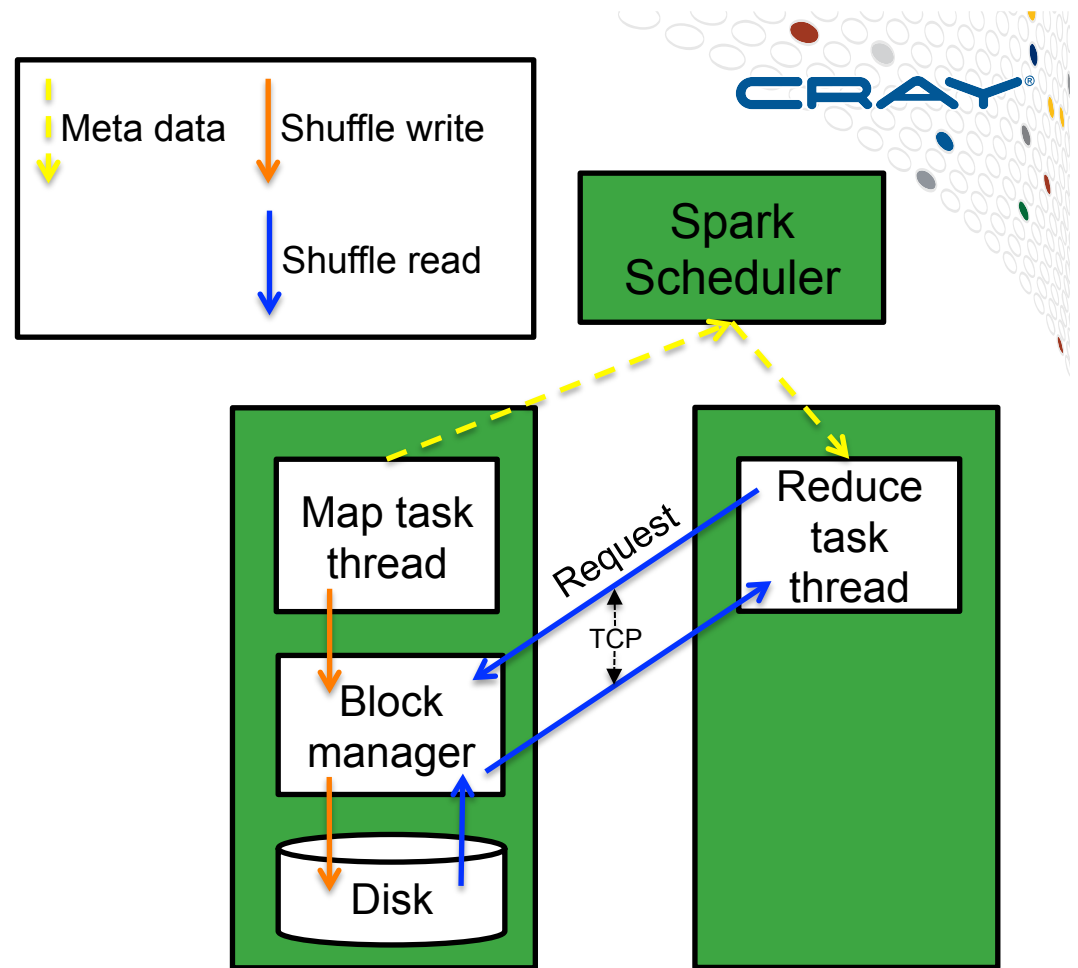 CRAY®
Meta data
Shuffle write
Shuffle read
Spark
Scheduler
Map task
thread
Reduce
task
thread
Request
TCP
Block
manager
Disk